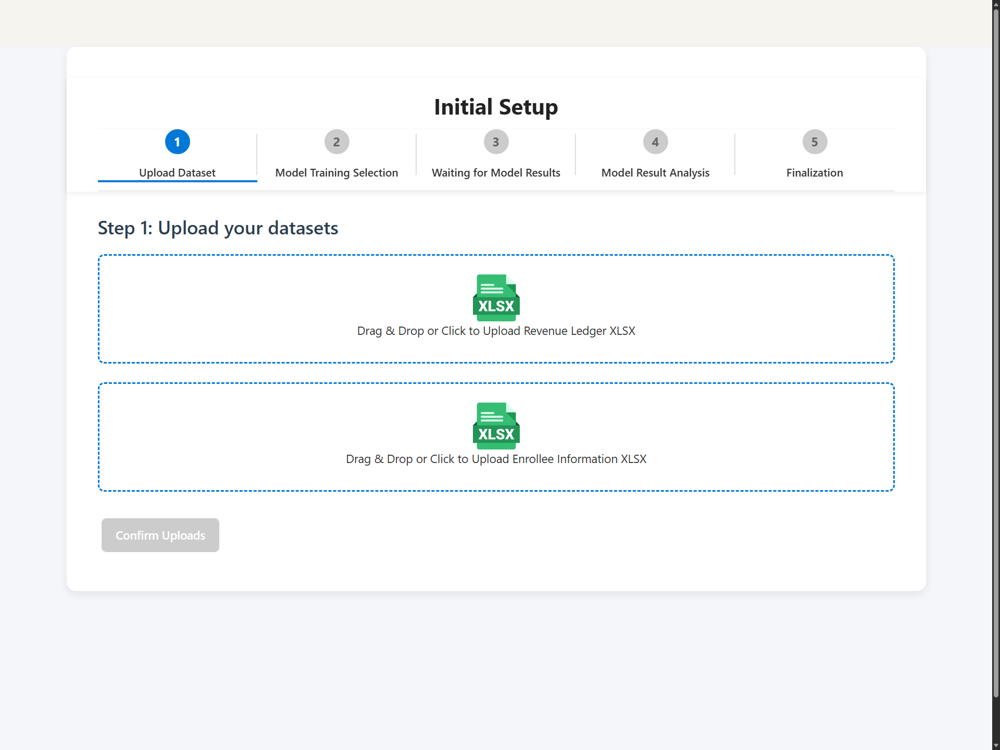 Initial Setup
1
2
3
4
5
Upload Dataset
Model Training Selection
Waiting for Model Results
Model Result Analysis
Finalization
Step 1: Upload your datasets
XLSX
Drag & Drop or Click to Upload Revenue Ledger XLSX
XLSX
Drag & Drop or Click to Upload Enrollee Information XLSX
Confirm Uploads